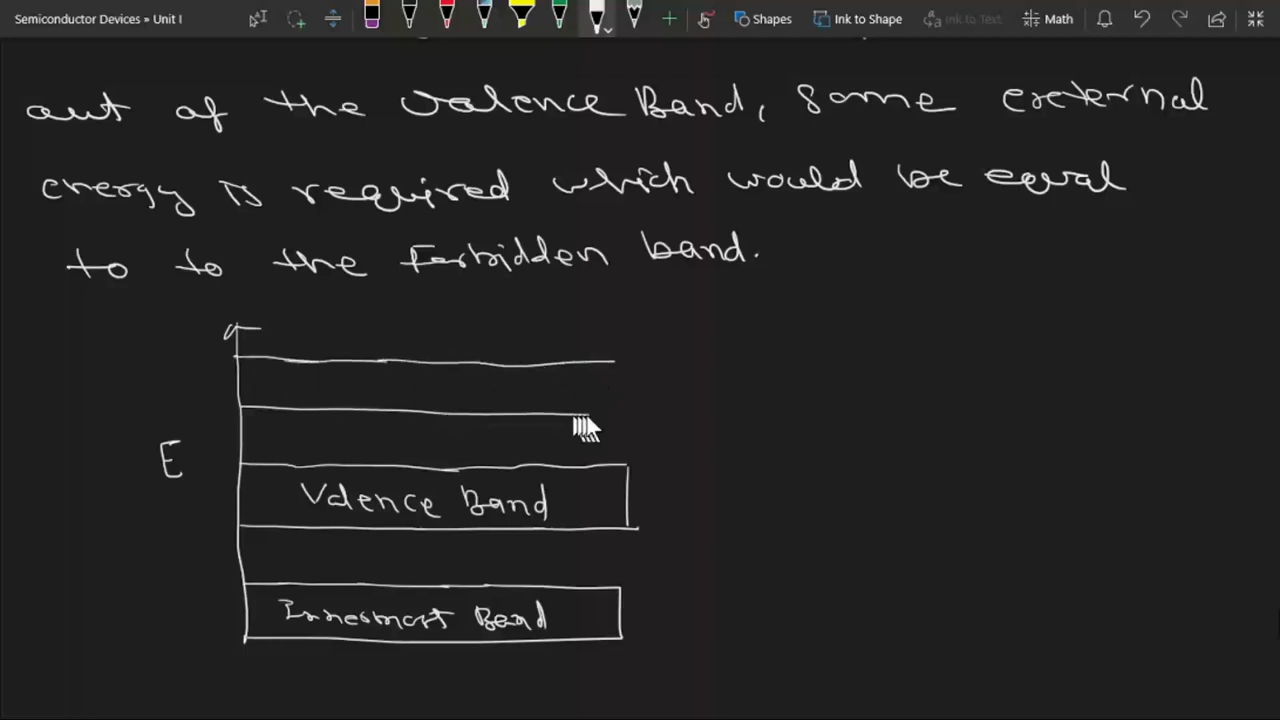 Semiconductor Devices » Unit I
Shapes
Ink to Shape
Ink to Text
Math
out of the Valence Band, some external
energy is required which would be equal
to to the Forbidden band.
E
Valence Band
Innermost Band